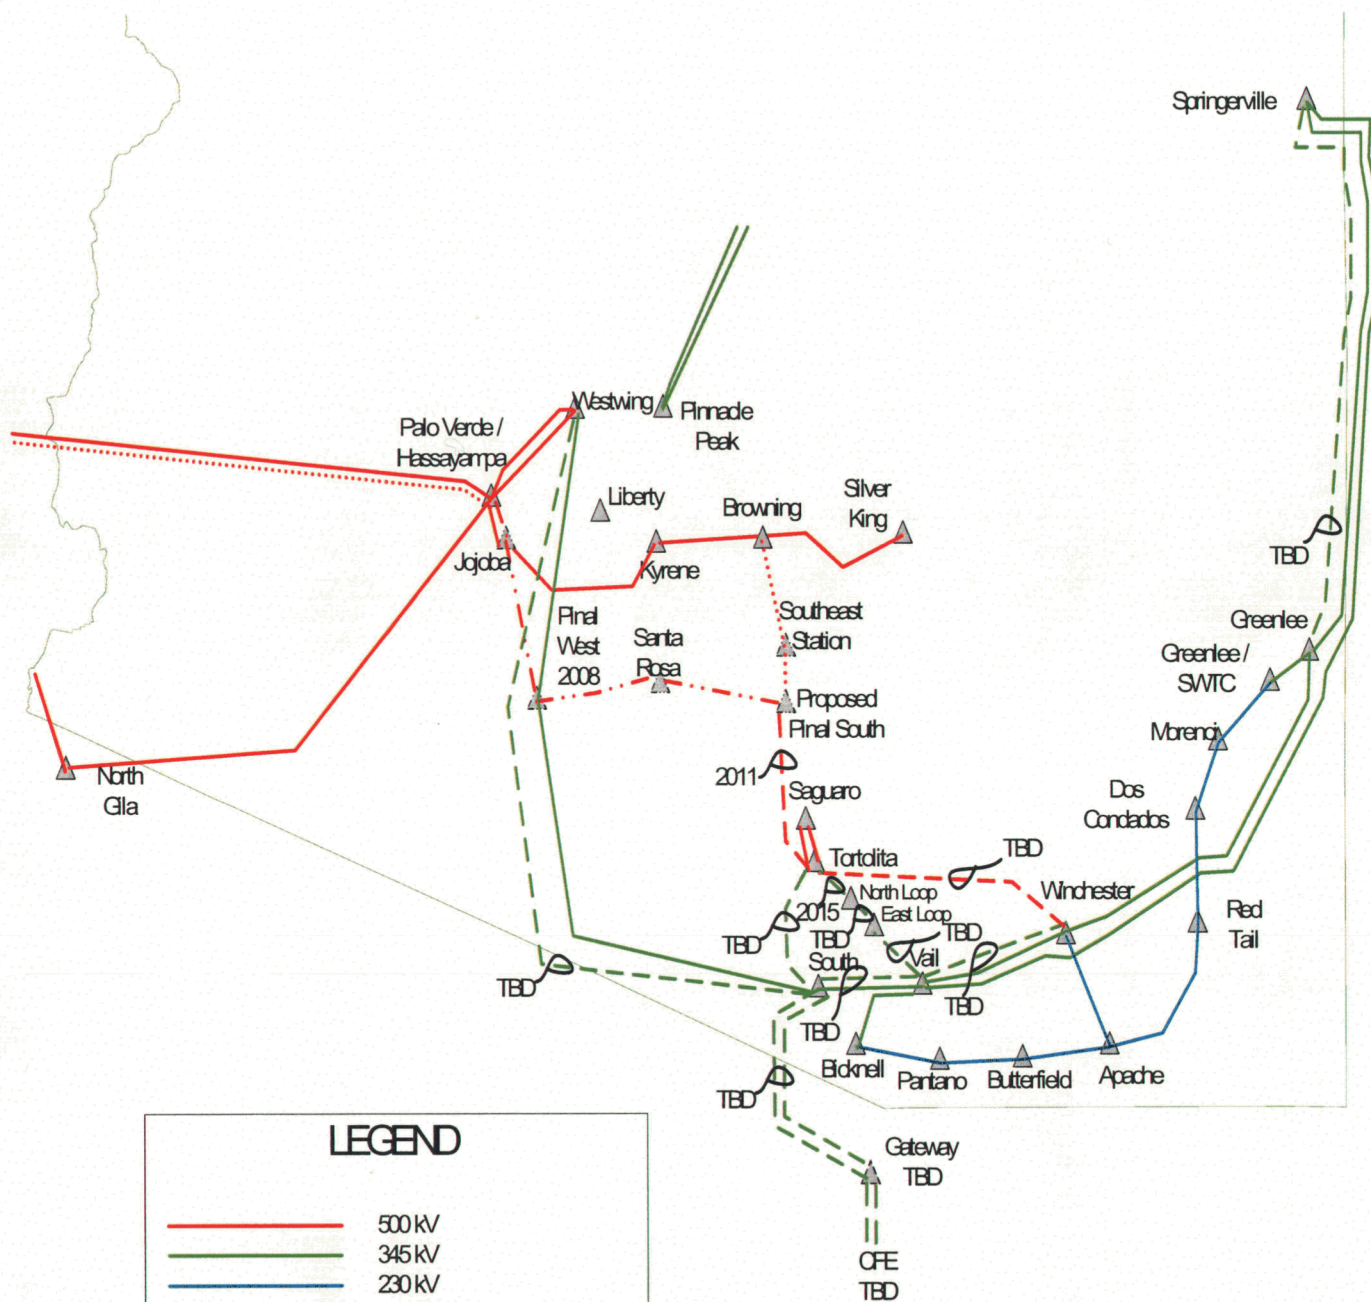 Springerville
Westwing
Pinnacle
Peak
Palo Verde /
Hassayampa
Liberty
Browning
Silver
King
Jojoba
Kyrene
TBD
Pinal
West
2008
Santa
Rosa
Southeast
Station
Greenlee
Greenlee /
SWTC
Proposed
Pinal South
Morenci
North
Gila
2011
Saguaro
Dos
Condados
Tortolita
TBD
Winchester
North Loop
2015
East Loop
TBD
TBD
TBD
Red
Tail
South
Vail
TBD
TBD
TBD
Bicknell
Pantano
Butterfield
Apache
TBD
Gateway
TBD
CFE
TBD
LEGEND
500 kV
345 kV
230 kV